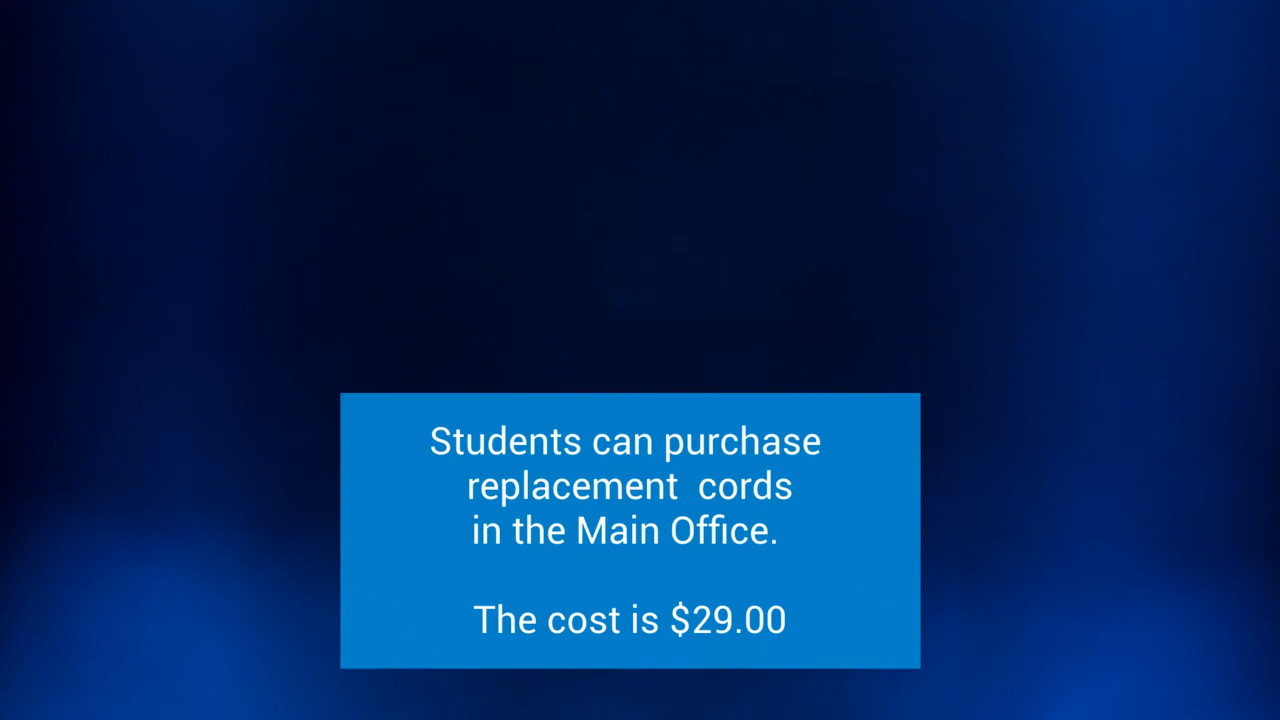 Students can purchase
replacement  cords
in the Main Office.
The cost is $29.00